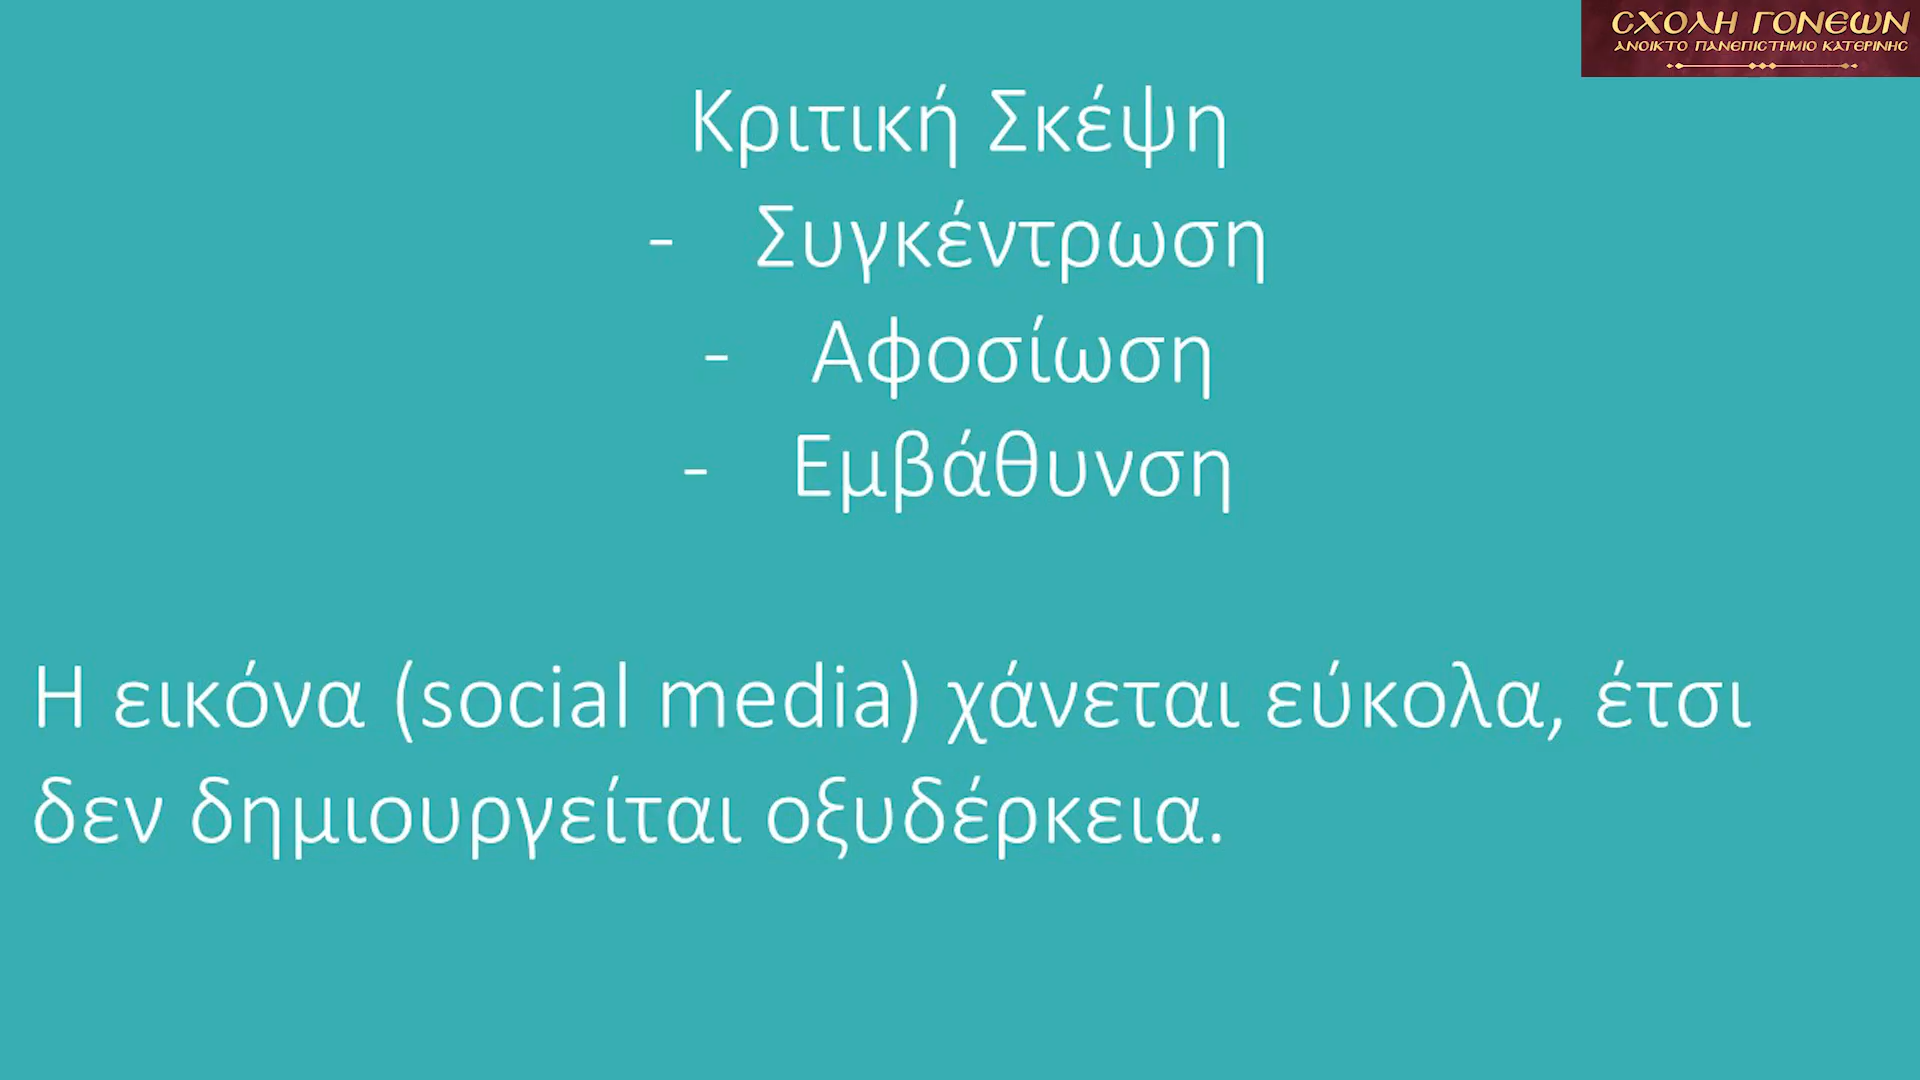 ΣΧΟΛΗ ΓΟΝΕΩΝ
ΑΝΟΙΚΤΟ ΠΑΝΕΠΙΣΤΗΜΙΟ ΚΑΤΕΡΙΝΗΣ
Κριτική Σκέψη
- Συγκέντρωση
- Αφοσίωση
- Εμβάθυνση
Η εικόνα (social media) χάνεται εύκολα, έτσι
δεν δημιουργείται οξυδέρκεια.